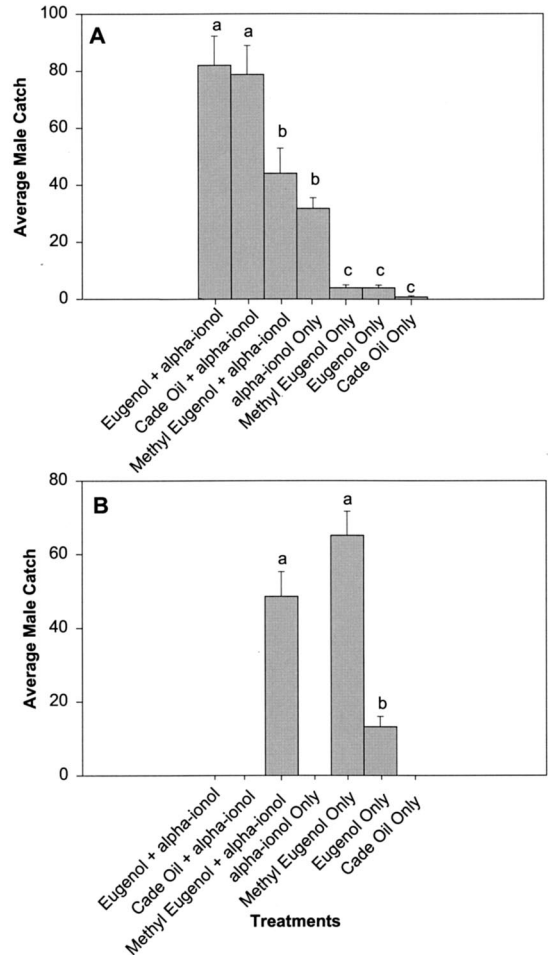 A
100
80
60
40
20
0
Average Male Catch
a
a
b
b
c
c
c
Eugenol + alpha-ionol
Cade Oil + alpha-ionol
Methyl Eugenol + alpha-ionol
alpha-ionol Only
Methyl Eugenol Only
Eugenol Only
Cade Oil Only
B
80
60
40
20
0
Average Male Catch
a
a
b
Eugenol + alpha-ionol
Cade Oil + alpha-ionol
Methyl Eugenol + alpha-ionol
alpha-ionol Only
Methyl Eugenol Only
Eugenol Only
Cade Oil Only
Treatments